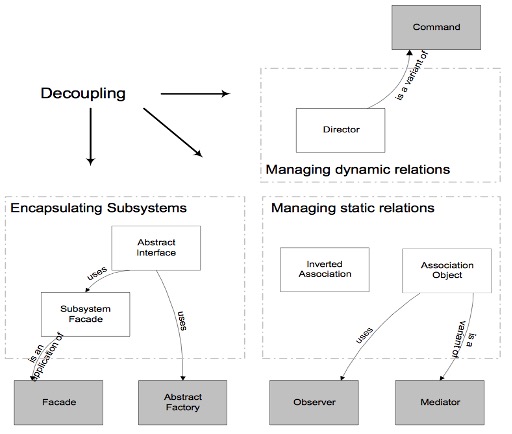 Command
is a variant of
Decoupling
Director
Managing dynamic relations
Encapsulating Subsystems
Managing static relations
Abstract
Interface
Inverted
Association
Association
Object
uses
Subsystem
Facade
uses
uses
is a
variant of
is an
application of
Facade
Abstract
Factory
Observer
Mediator